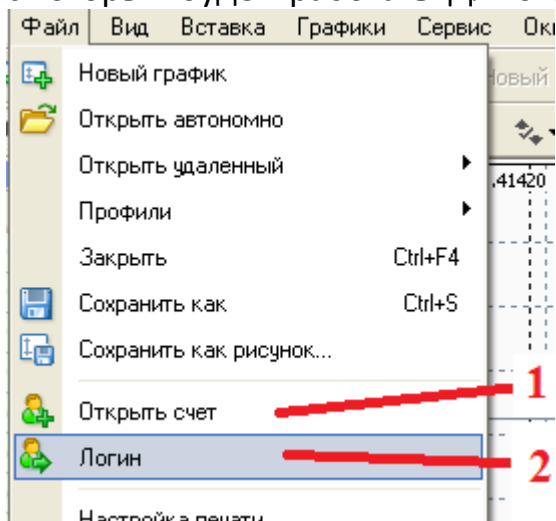 Файл Вид Вставка Графики Сервис
Новый график
Новый
Открыть автономно
Открыть удаленный
.41420
Профили
Закрыть Ctrl+F4
Сохранить как Ctrl+S
Сохранить как рисунок...
Открыть счет 1
Логин 2
Настройка печати